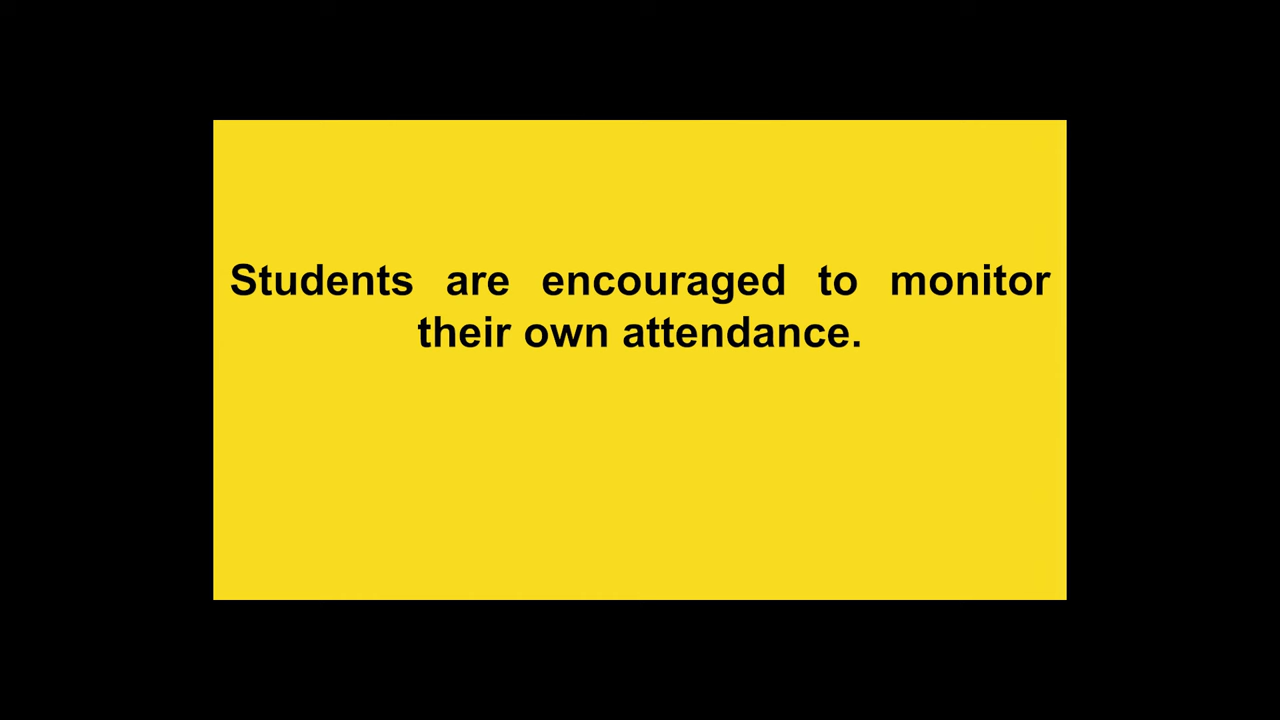 Students are encouraged to monitor
their own attendance.